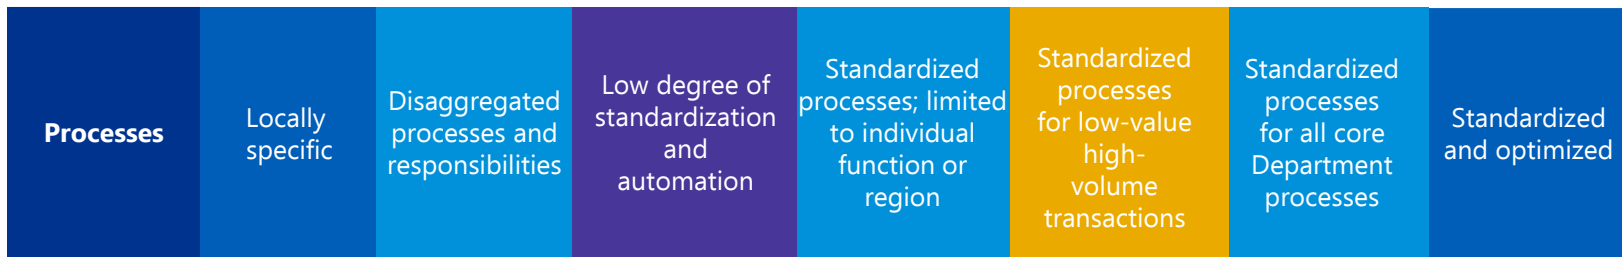 Processes
Locally
specific
Disaggregated
processes and
responsibilities
Low degree of
standardization
and
automation
Standardized
processes; limited
to individual
function or
region
Standardized
processes
for low-value
high-
volume
transactions
Standardized
processes
for all core
Department
processes
Standardized
and optimized